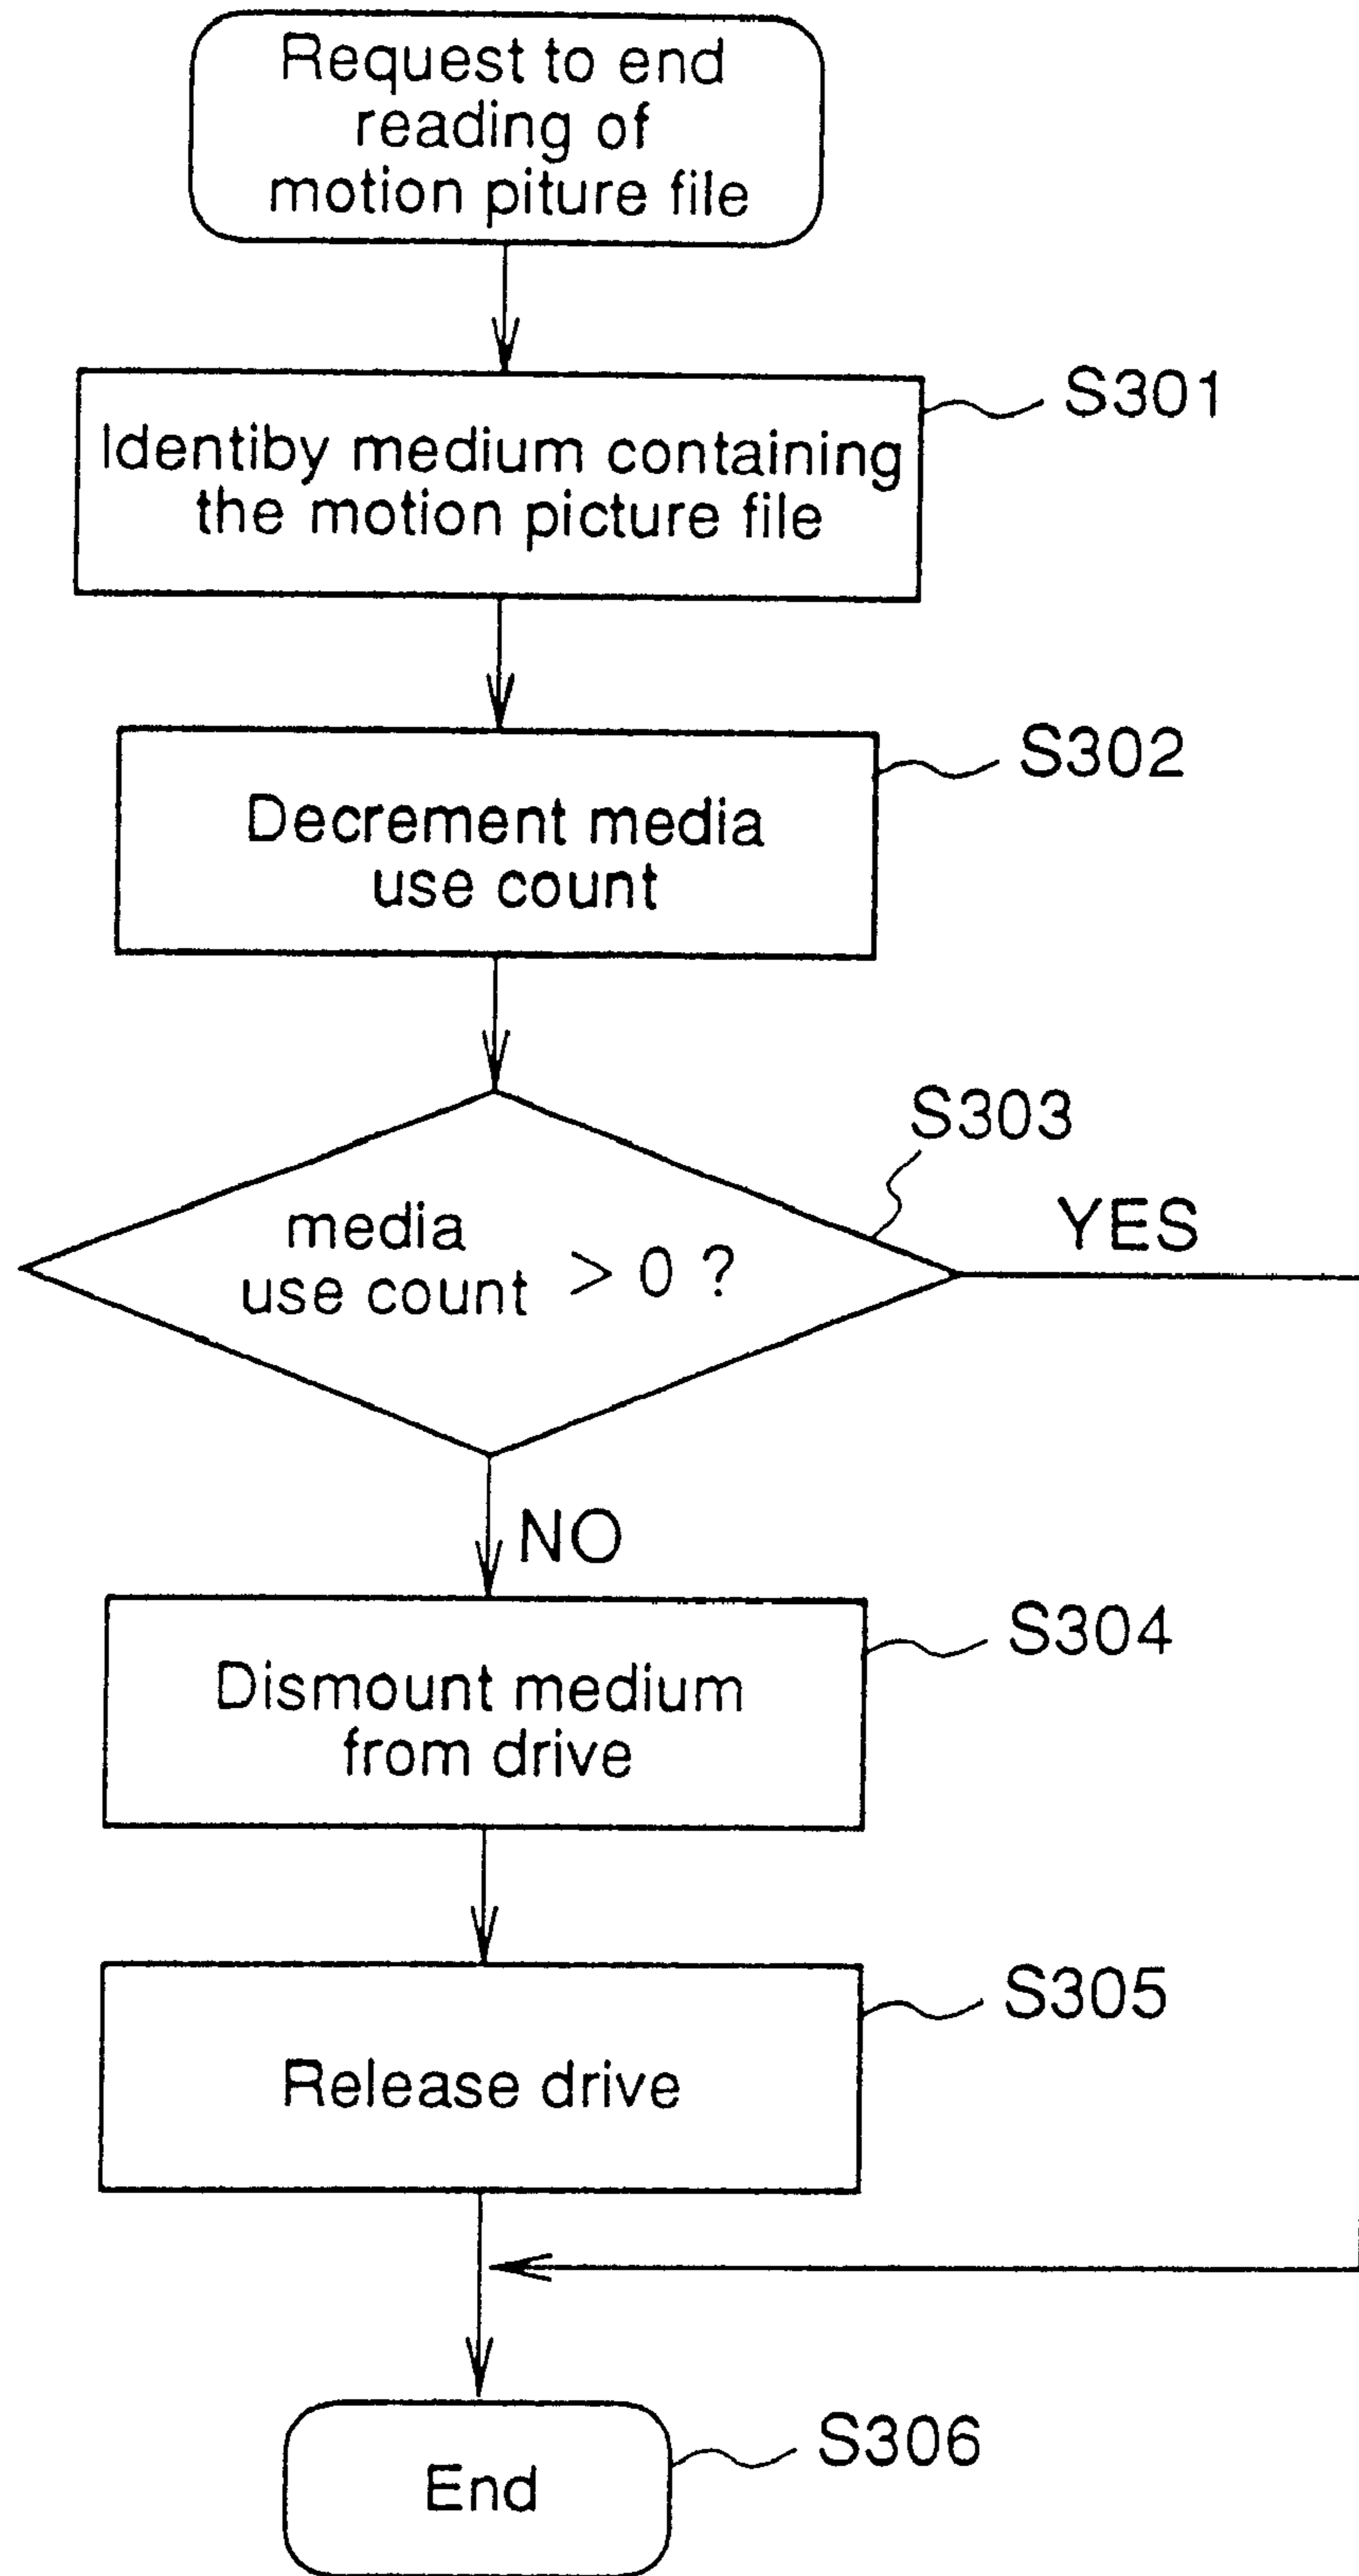 Request to end
reading of
motion piture file
S301
Identiby medium containing
the motion picture file
S302
Decrement media
use count
S303
media
use count > 0 ?
YES
NO
S304
Dismount medium
from drive
S305
Release drive
S306
End